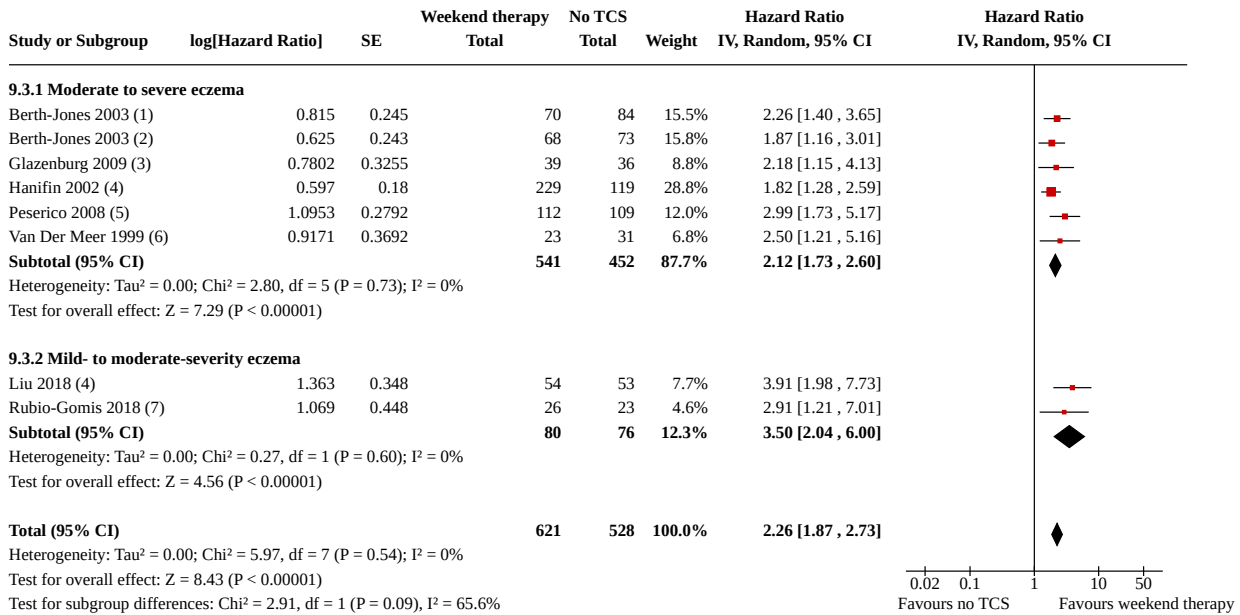 Weekend therapy No TCS Hazard Ratio Hazard Ratio
Study or Subgroup log[Hazard Ratio] SE Total Total Weight IV, Random, 95% CI IV, Random, 95% CI
9.3.1 Moderate to severe eczema
Berth-Jones 2003 (1) 0.815 0.245 70 84 15.5% 2.26 [1.40 , 3.65]
Berth-Jones 2003 (2) 0.625 0.243 68 73 15.8% 1.87 [1.16 , 3.01]
Glazenburg 2009 (3) 0.7802 0.3255 39 36 8.8% 2.18 [1.15 , 4.13]
Hanifin 2002 (4) 0.597 0.18 229 119 28.8% 1.82 [1.28 , 2.59]
Peserico 2008 (5) 1.0953 0.2792 112 109 12.0% 2.99 [1.73 , 5.17]
Van Der Meer 1999 (6) 0.9171 0.3692 23 31 6.8% 2.50 [1.21 , 5.16]
Subtotal (95% CI) 541 452 87.7% 2.12 [1.73 , 2.60]
Heterogeneity: Tau² = 0.00; Chi² = 2.80, df = 5 (P = 0.73); I² = 0%
Test for overall effect: Z = 7.29 (P < 0.00001)
9.3.2 Mild- to moderate-severity eczema
Liu 2018 (4) 1.363 0.348 54 53 7.7% 3.91 [1.98 , 7.73]
Rubio-Gomis 2018 (7) 1.069 0.448 26 23 4.6% 2.91 [1.21 , 7.01]
Subtotal (95% CI) 80 76 12.3% 3.50 [2.04 , 6.00]
Heterogeneity: Tau² = 0.00; Chi² = 0.27, df = 1 (P = 0.60); I² = 0%
Test for overall effect: Z = 4.56 (P < 0.00001)
Total (95% CI) 621 528 100.0% 2.26 [1.87 , 2.73]
Heterogeneity: Tau² = 0.00; Chi² = 5.97, df = 7 (P = 0.54); I² = 0%
Test for overall effect: Z = 8.43 (P < 0.00001) 0.02 0.1 1 10 50
Test for subgroup differences: Chi² = 2.91, df = 1 (P = 0.09), I² = 65.6% Favours no TCS Favours weekend therapy